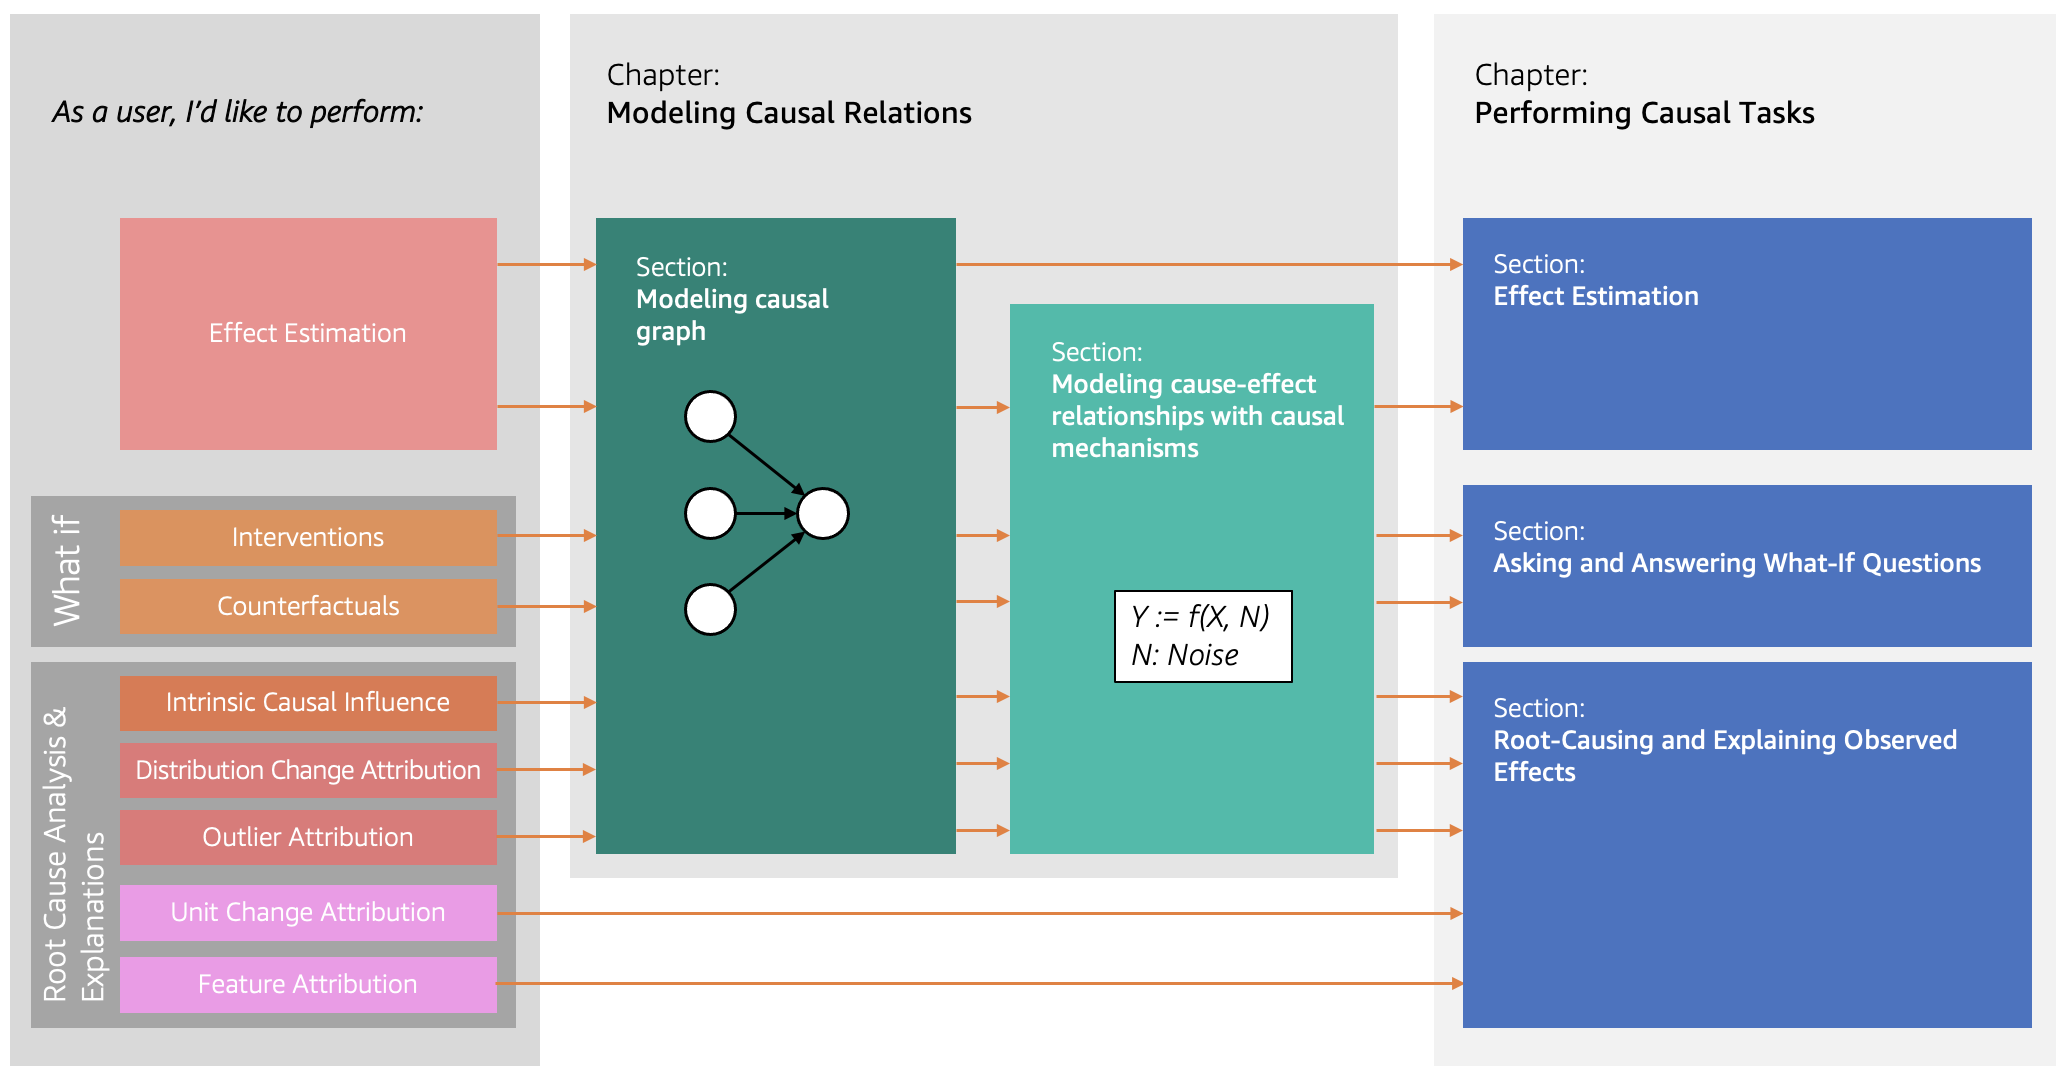 As a user, I'd like to perform:
Effect Estimation
What if
Interventions
Counterfactuals
Root Cause Analysis &
Explanations
Intrinsic Causal Influence
Distribution Change Attribution
Outlier Attribution
Unit Change Attribution
Feature Attribution
Chapter:
Modeling Causal Relations
Section:
Modeling causal
graph
Section:
Modeling cause-effect
relationships with causal
mechanisms
Y := f(X, N)
N: Noise
Chapter:
Performing Causal Tasks
Section:
Effect Estimation
Section:
Asking and Answering What-If Questions
Section:
Root-Causing and Explaining Observed
Effects